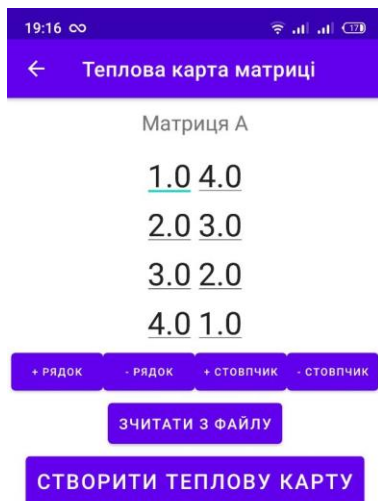 19:16 17
← Теплова карта матриці
Матриця A
1.0 4.0
2.0 3.0
3.0 2.0
4.0 1.0
+ РЯДОК - РЯДОК + СТОВПЧИК - СТОВПЧИК
ЗЧИТАТИ З ФАЙЛУ
СТВОРИТИ ТЕПЛОВУ КАРТУ